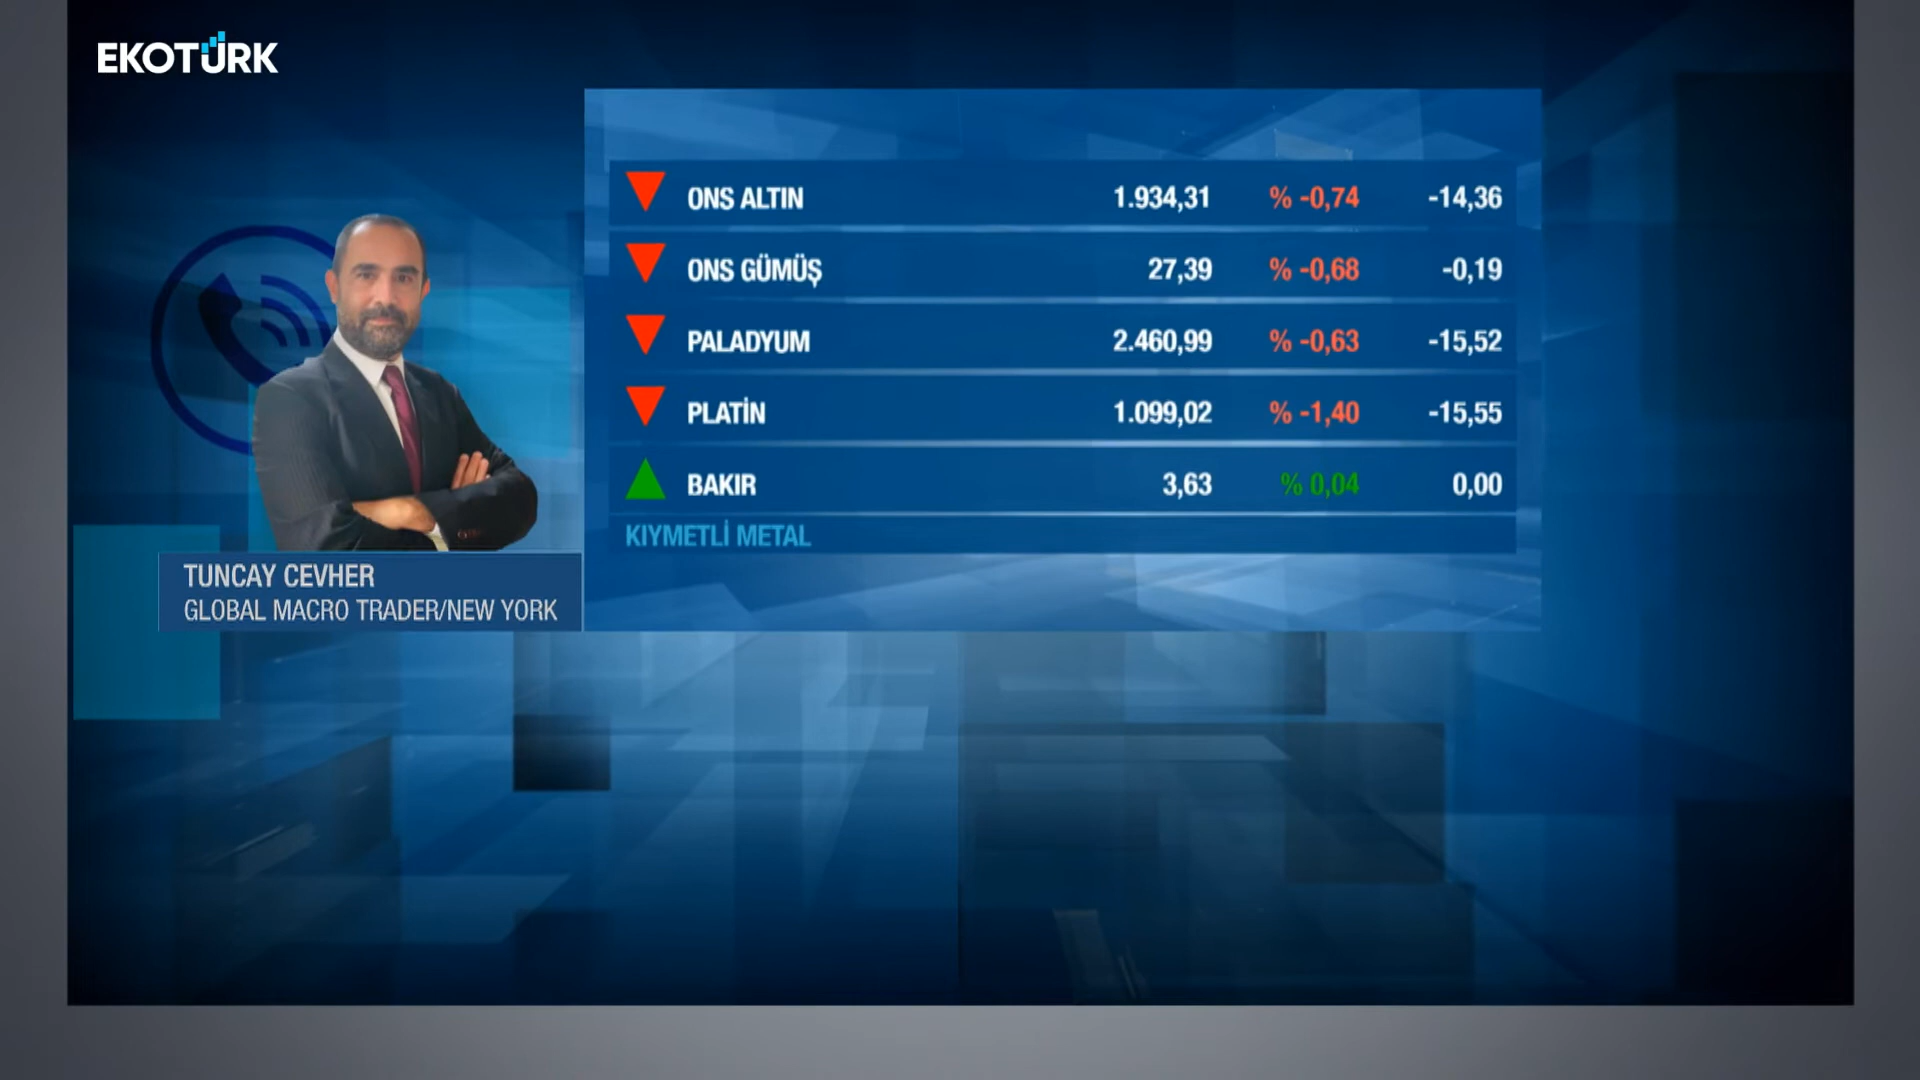 EKOTÜRK
ONS ALTIN 1.934,31 % -0,74 -14,36
ONS GÜMÜŞ 27,39 % -0,68 -0,19
PALADYUM 2.460,99 % -0,63 -15,52
PLATİN 1.099,02 % -1,40 -15,55
BAKIR 3,63 % 0,04 0,00
KIYMETLİ METAL
TUNCAY CEVHER
GLOBAL MACRO TRADER/NEW YORK